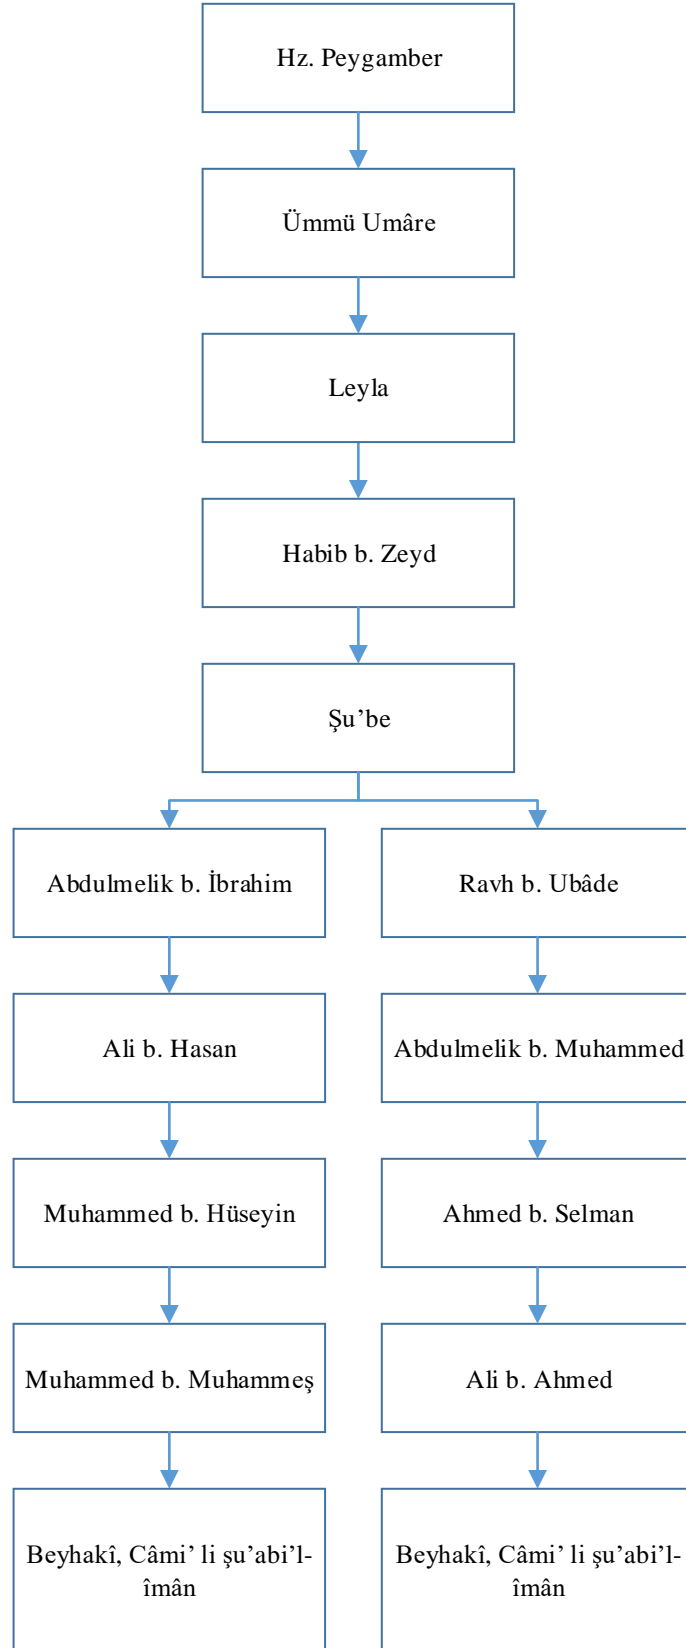 Hz. Peygamber
Ümmü Umâre
Leyla
Habib b. Zeyd
Şu’be
Abdulmelik b. İbrahim
Ravh b. Ubâde
Ali b. Hasan
Abdulmelik b. Muhammed
Muhammed b. Hüseyin
Ahmed b. Selman
Muhammed b. Muhammeş
Ali b. Ahmed
Beyhakî, Câmi’ li şu’abi’l-
îmân
Beyhakî, Câmi’ li şu’abi’l-
îmân